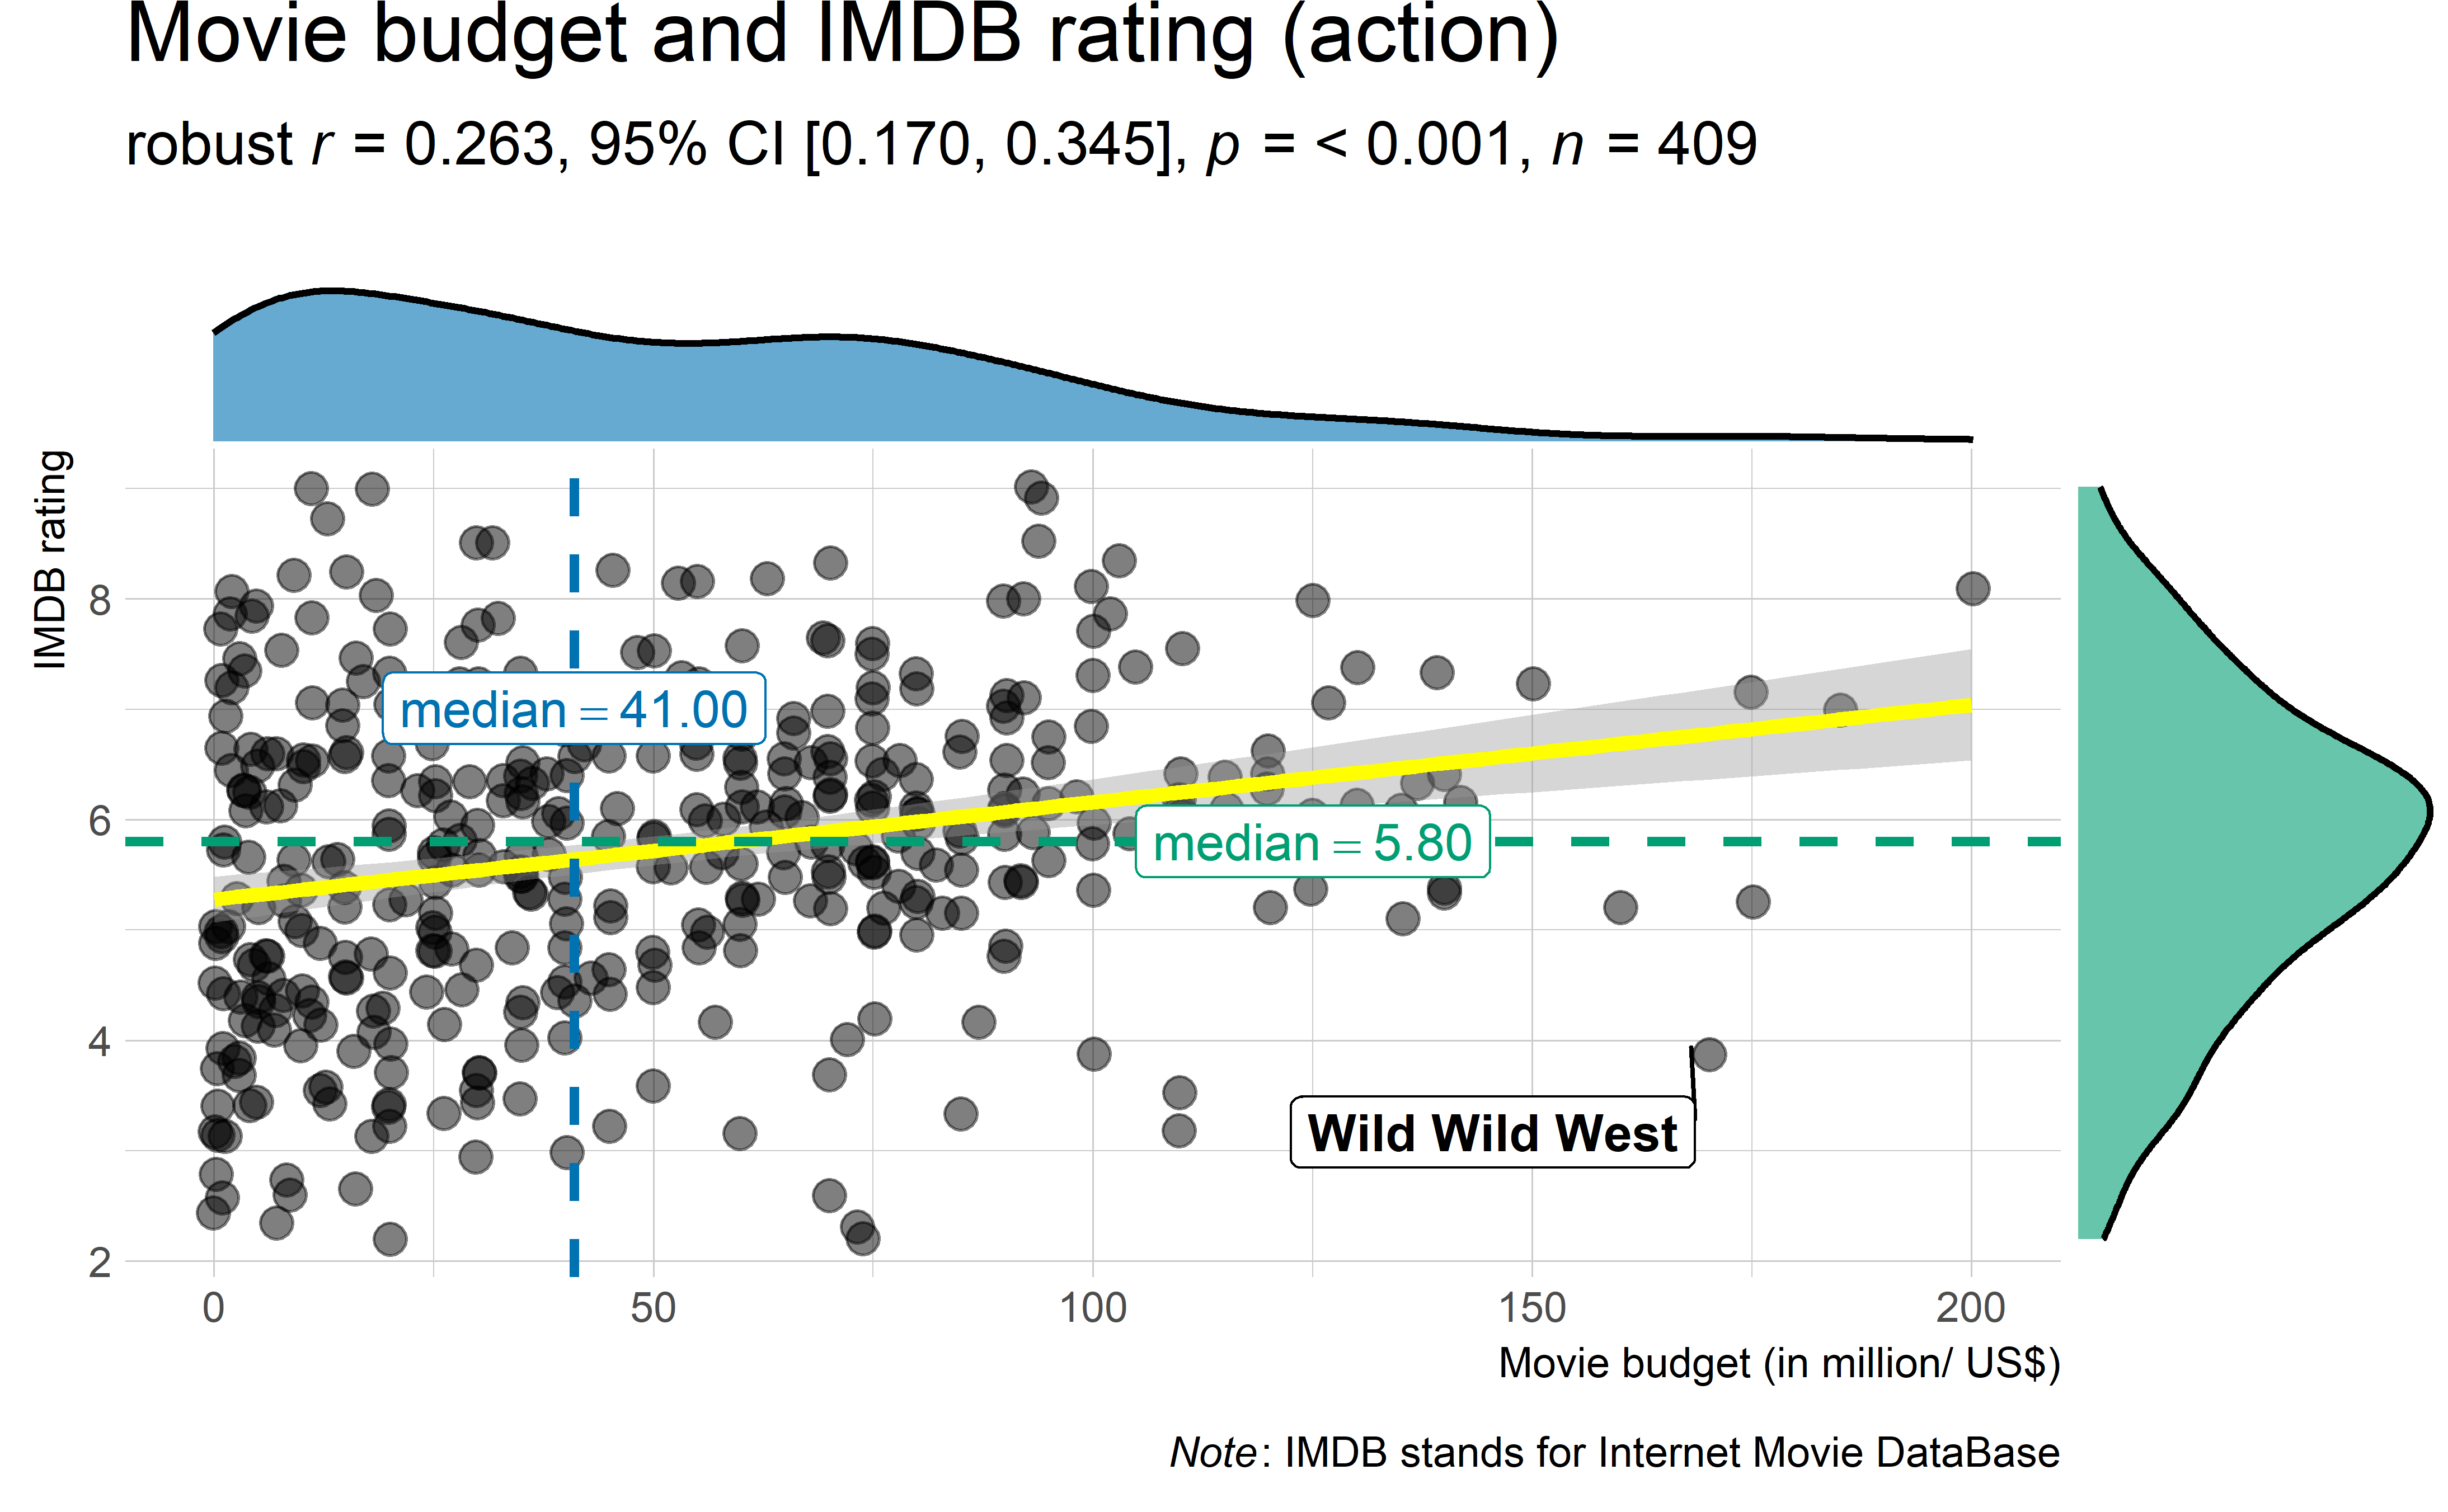 Movie budget and IMDB rating (action)
robust r = 0.263, 95% CI [0.170, 0.345], p = < 0.001, n = 409
IMDB rating
8
6
4
2
median = 41.00
median = 5.80
Wild Wild West
0 50 100 150 200
Movie budget (in million/ US$)
Note: IMDB stands for Internet Movie DataBase